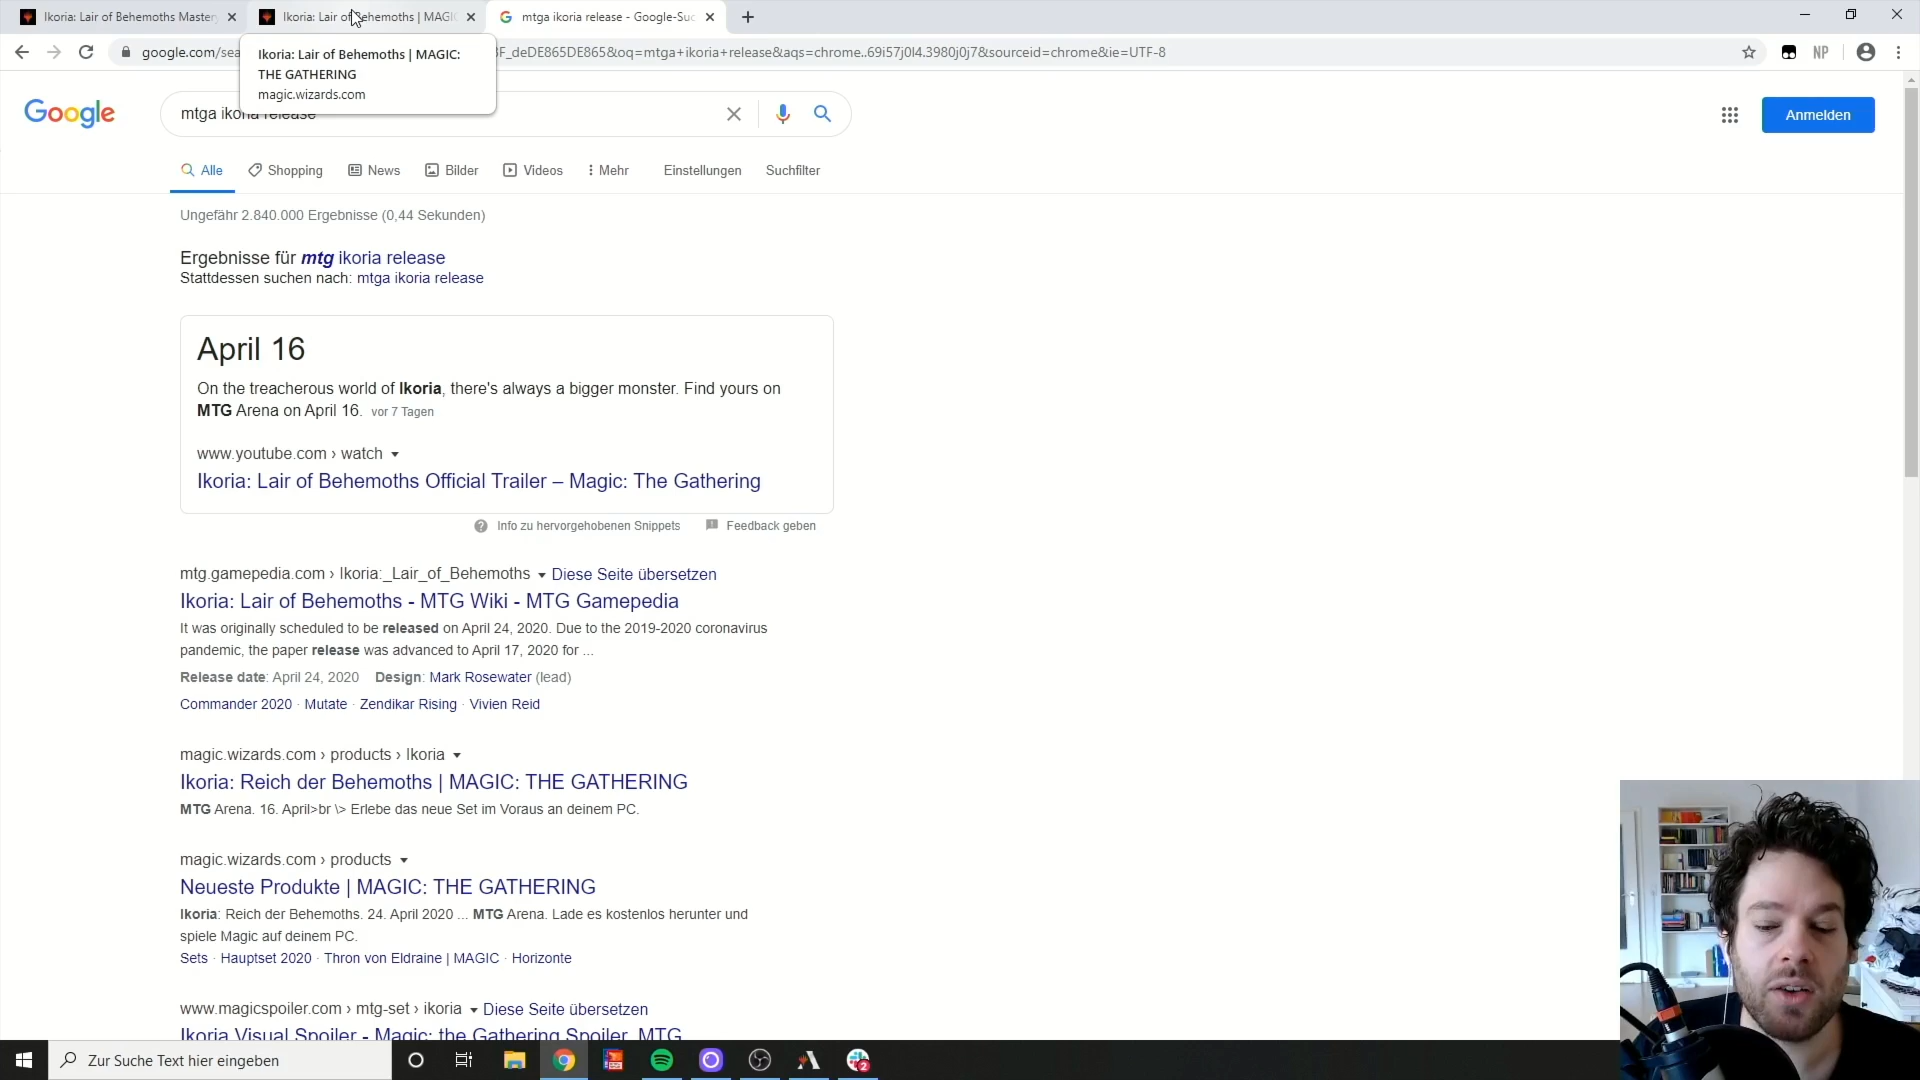 Ikoria: Lair of Behemoths Master
Ikoria: Lair of Behemoths | MAGIC
mtga ikoria release - Google-Suc
google.com/sea
F_deDE865DE865&oq=mtga+ikoria+release&aqs=chrome..69i57j0l4.3980j0j7&sourceid=chrome&ie=UTF-8
NP
Ikoria: Lair of Behemoths | MAGIC:
THE GATHERING
magic.wizards.com
Google
mtga ikoria release
Anmelden
Alle
Shopping
News
Bilder
Videos
Mehr
Einstellungen
Suchfilter
Ungefähr 2.840.000 Ergebnisse (0,44 Sekunden)
Ergebnisse für mtg ikoria release
Stattdessen suchen nach: mtga ikoria release
April 16
On the treacherous world of Ikoria, there's always a bigger monster. Find yours on
MTG Arena on April 16. vor 7 Tagen
www.youtube.com › watch
Ikoria: Lair of Behemoths Official Trailer – Magic: The Gathering
Info zu hervorgehobenen Snippets
Feedback geben
mtg.gamepedia.com › Ikoria:_Lair_of_Behemoths Diese Seite übersetzen
Ikoria: Lair of Behemoths - MTG Wiki - MTG Gamepedia
It was originally scheduled to be released on April 24, 2020. Due to the 2019-2020 coronavirus
pandemic, the paper release was advanced to April 17, 2020 for ...
Release date: April 24, 2020 Design: Mark Rosewater (lead)
Commander 2020 · Mutate · Zendikar Rising · Vivien Reid
magic.wizards.com › products › Ikoria
Ikoria: Reich der Behemoths | MAGIC: THE GATHERING
MTG Arena. 16. April>br \> Erlebe das neue Set im Voraus an deinem PC.
magic.wizards.com › products
Neueste Produkte | MAGIC: THE GATHERING
Ikoria: Reich der Behemoths. 24. April 2020 ... MTG Arena. Lade es kostenlos herunter und
spiele Magic auf deinem PC.
Sets · Hauptset 2020 · Thron von Eldraine | MAGIC · Horizonte
www.magicspoiler.com › mtg-set › ikoria Diese Seite übersetzen
Ikoria Visual Spoiler - Magic: the Gathering Spoiler, MTG
Zur Suche Text hier eingeben
2